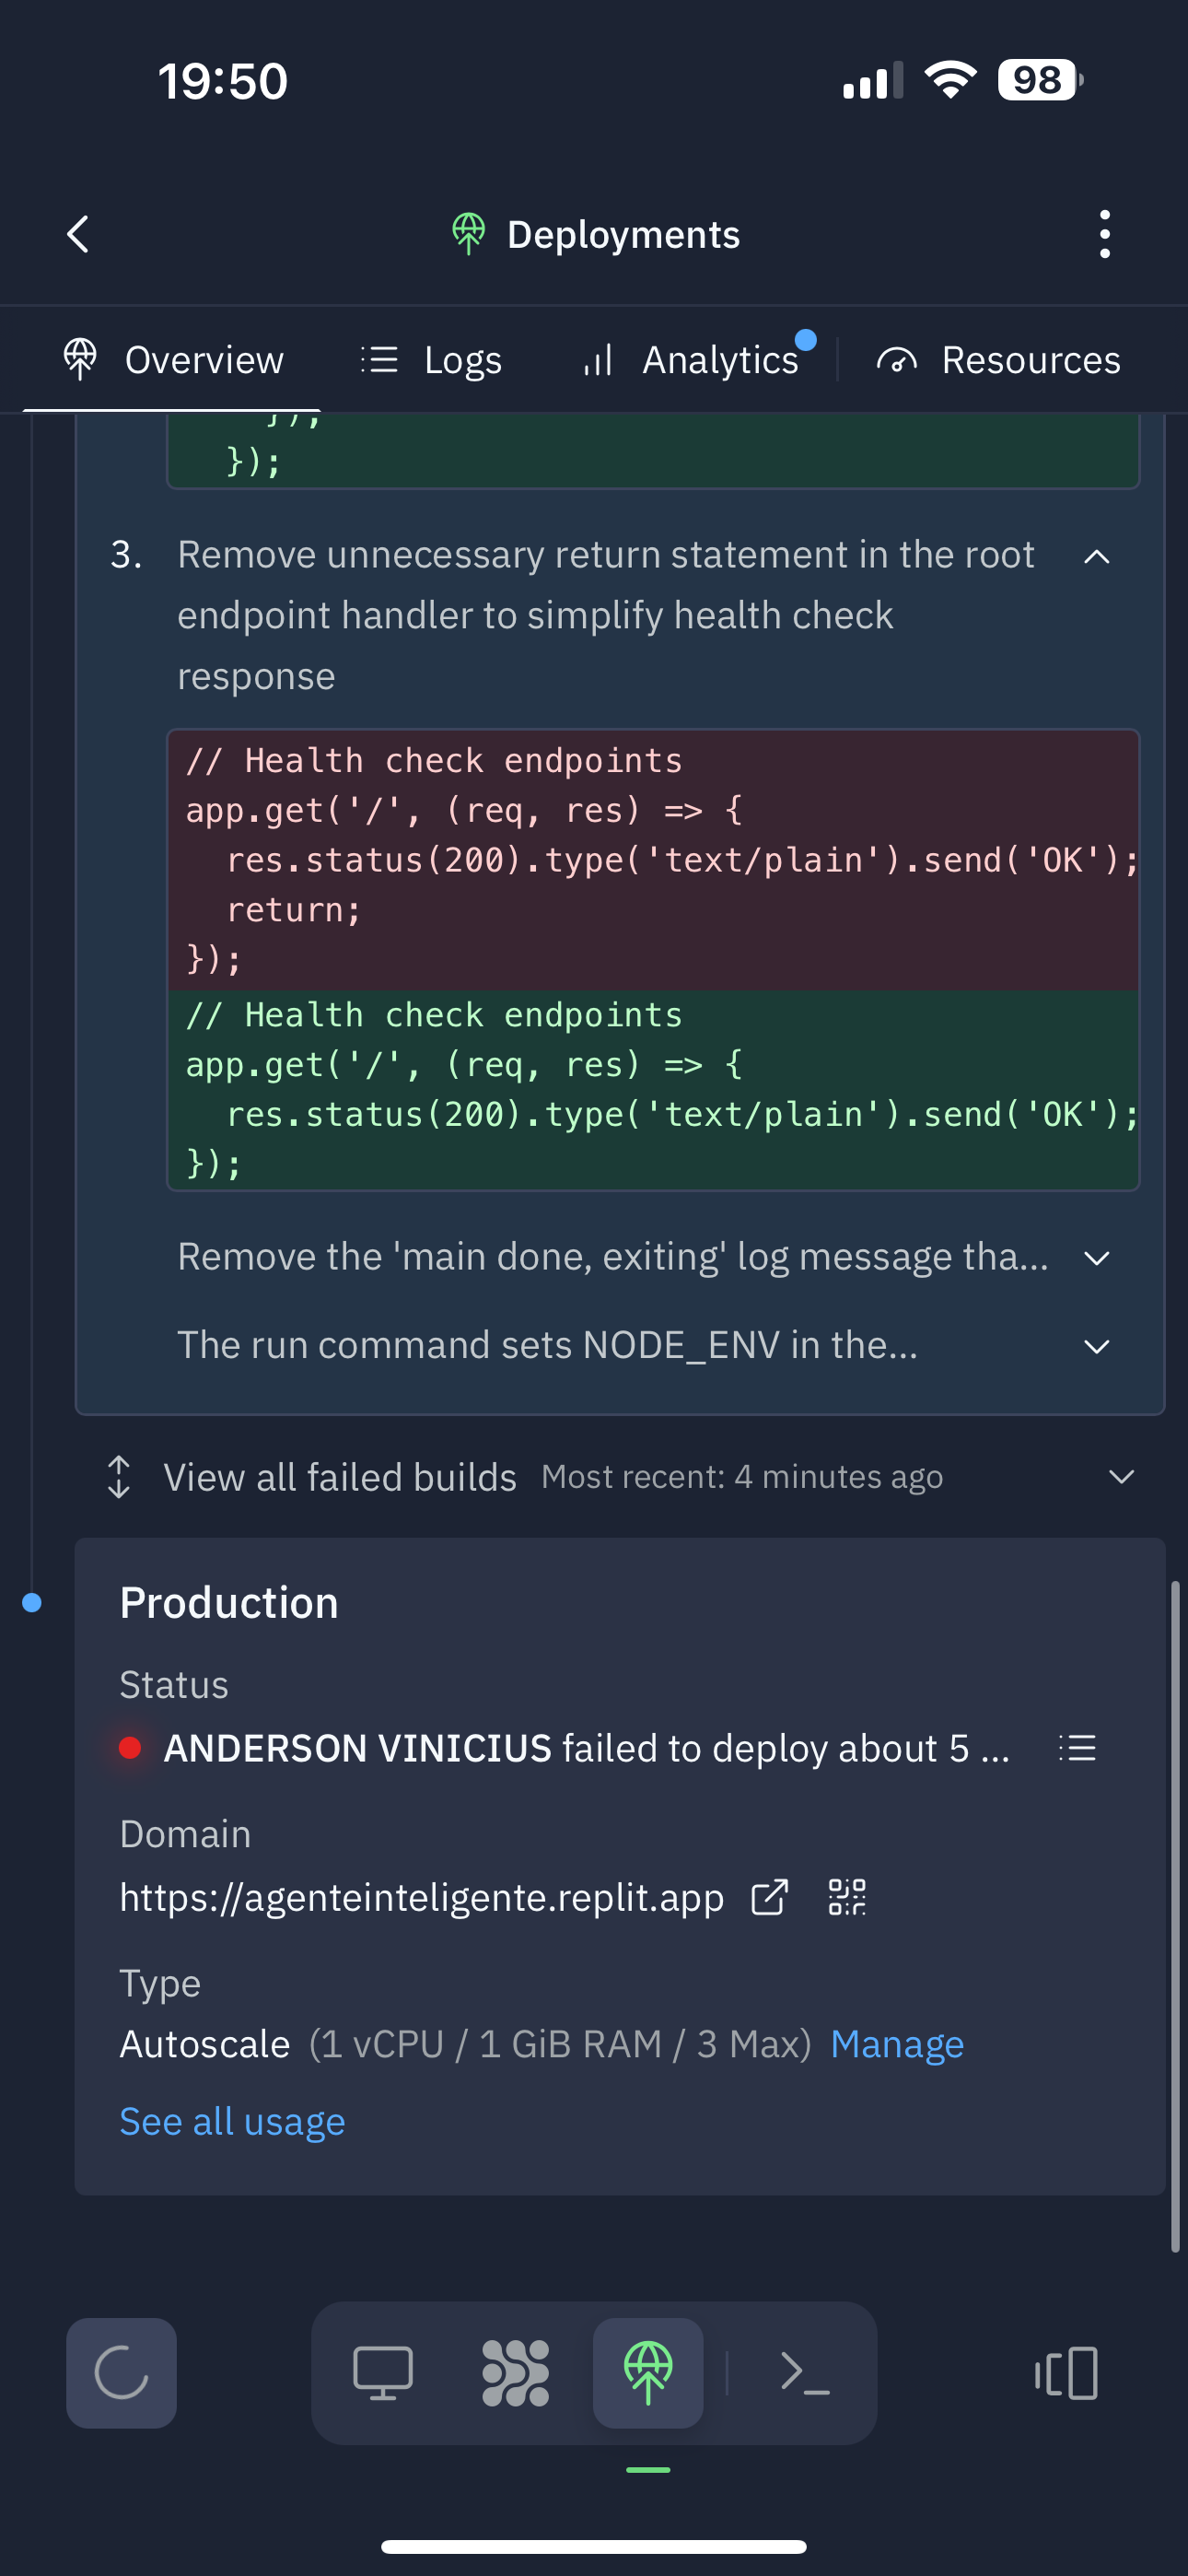 19:50
98
Deployments
Overview
Logs
Analytics
Resources
});
});
3. Remove unnecessary return statement in the root
endpoint handler to simplify health check
response
// Health check endpoints
app.get('/', (req, res) => {
  res.status(200).type('text/plain').send('OK');
  return;
});
// Health check endpoints
app.get('/', (req, res) => {
  res.status(200).type('text/plain').send('OK');
});
Remove the 'main done, exiting' log message tha...
The run command sets NODE_ENV in the...
View all failed builds Most recent: 4 minutes ago
Production
Status
ANDERSON VINICIUS failed to deploy about 5 ...
Domain
https://agenteinteligente.replit.app
Type
Autoscale (1 vCPU / 1 GiB RAM / 3 Max) Manage
See all usage